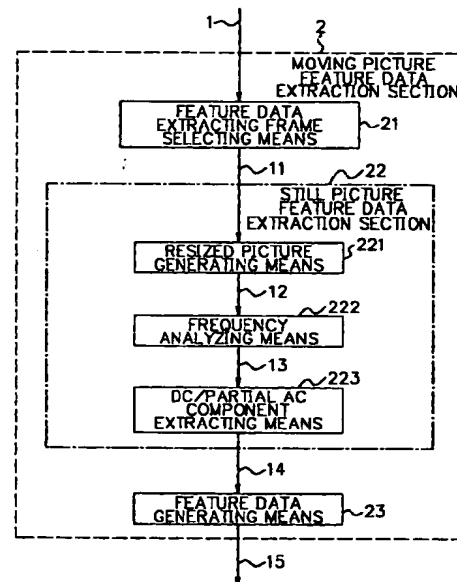 1
2
MOVING PICTURE
FEATURE DATA
EXTRACTION SECTION
FEATURE DATA
EXTRACTING FRAME
SELECTING MEANS
21
11
22
STILL PICTURE
FEATURE DATA
EXTRACTION SECTION
221
RESIZED PICTURE
GENERATING MEANS
12
222
FREQUENCY
ANALYZING MEANS
13
223
DC/PARTIAL AC
COMPONENT
EXTRACTING MEANS
14
FEATURE DATA
GENERATING MEANS
23
15